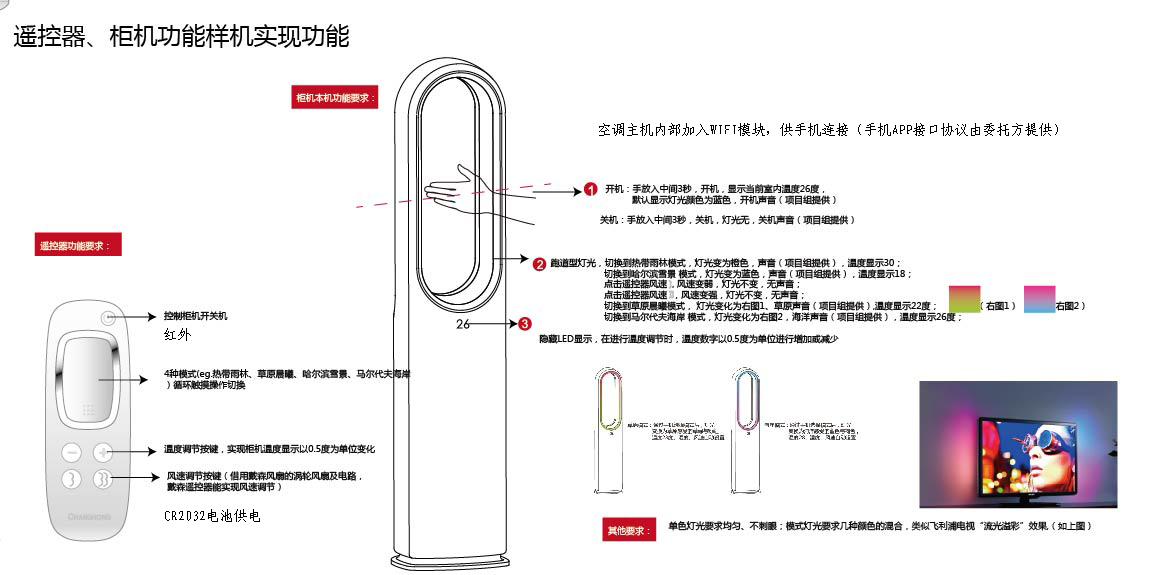 遥控器、柜机功能样机实现功能
柜机本机功能要求：
空调主机内部加入WIFI模块，供手机连接（手机APP接口协议由委托方提供）
1 开机：手放入中间3秒，开机，显示当前室内温度26度，
默认显示灯光颜色为蓝色，开机声音（项目组提供）
关机：手放入中间3秒，关机，灯光无，关机声音（项目组提供）
遥控器功能要求：
2 跑道型灯光，切换到热带雨林模式，灯光变为橙色，声音（项目组提供），温度显示30；
切换到哈尔滨雪景 模式，灯光变为蓝色，声音（项目组提供），温度显示18；
点击遥控器风速，风速变弱，灯光不变，无声音；
点击遥控器风速，风速变强，灯光不变，无声音；
切换到草原晨曦模式， 灯光变化为右图1、草原声音（项目组提供）温度显示22度；
（右图1）
右图2）
切换到马尔代夫海岸 模式，灯光变化为右图2，海洋声音（项目组提供），温度显示26度；
26
3
隐藏LED显示，在进行温度调节时，温度数字以0.5度为单位进行增加或减少
控制柜机开关机
红外
4种模式(eg.热带雨林、草原晨曦、哈尔滨雪景、马尔代夫海岸
）循环触摸操作切换
温度调节按键，实现柜机温度显示以0.5度为单位变化
风速调节按键（借用戴森风扇的涡轮风扇及电路，
戴森遥控器能实现风速调节）
CHANGHONG
CR2032电池供电
其他要求：
单色灯光要求均匀、不刺眼；模式灯光要求几种颜色的混合，类似飞利浦电视“流光溢彩”效果.（如上图）